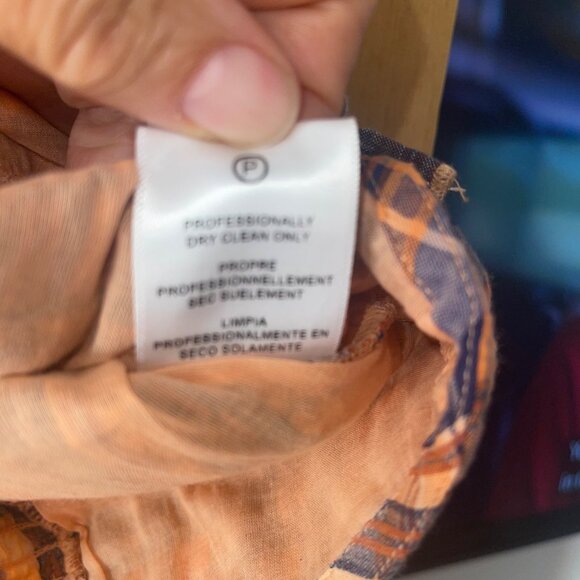 P
PROFESSIONALLY
DRY CLEAN ONLY
PROPRE
PROFESSIONNELLEMENT
SEC SUELEMENT
LIMPIA
PROFESSIONALMENTE EN
SECO SOLAMENTE